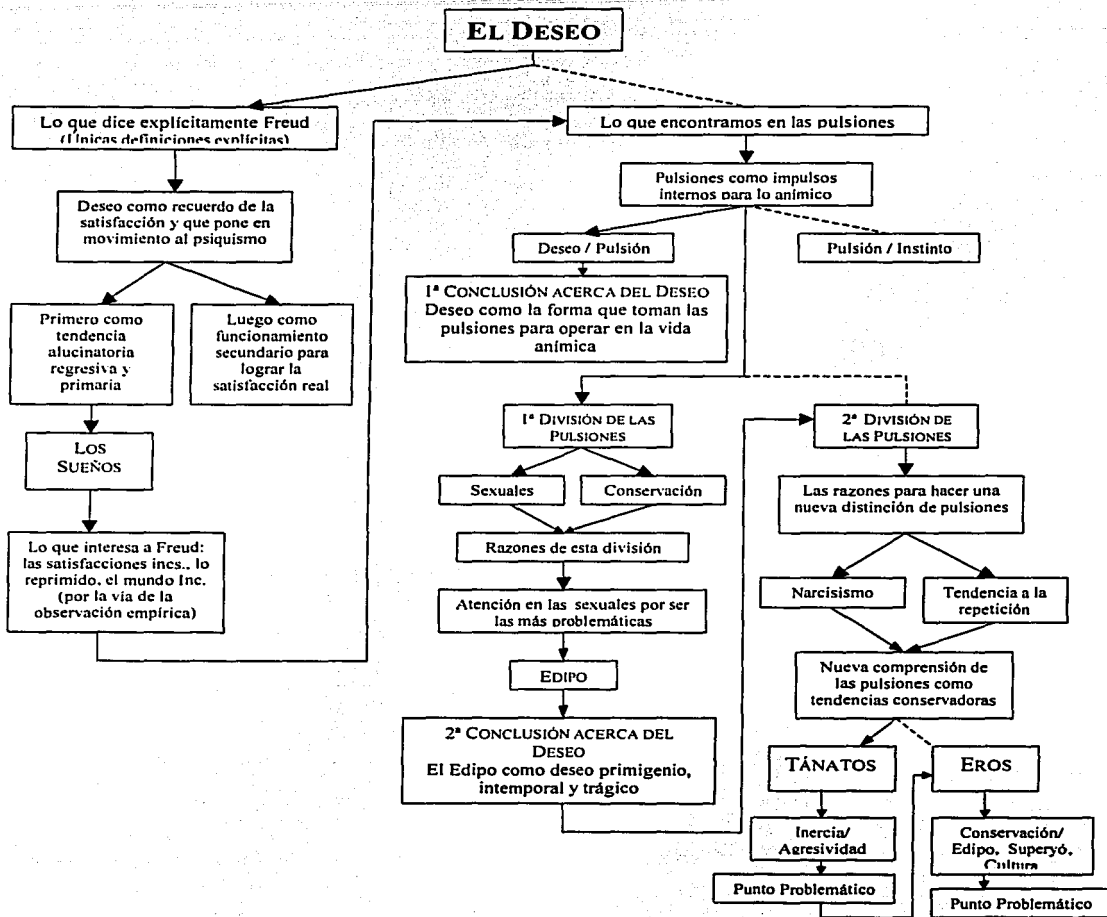 EL DESEO
Lo que dice explícitamente Freud
(Únicas definiciones explícitas)
Lo que encontramos en las pulsiones
Deseo como recuerdo de la
satisfacción y que pone en
movimiento al psiquismo
Pulsiones como impulsos
internos para lo anímico
Deseo / Pulsión
Pulsión / Instinto
1ª CONCLUSIÓN ACERCA DEL DESEO
Deseo como la forma que toman las
pulsiones para operar en la vida
anímica
Primero como
tendencia
alucinatoria
regresiva y
primaria
Luego como
funcionamiento
secundario para
lograr la
satisfacción real
LOS
SUEÑOS
Lo que interesa a Freud:
las satisfacciones incs., lo
reprimido, el mundo Inc.
(por la vía de la
observación empírica)
1ª DIVISIÓN DE LAS
PULSIONES
Sexuales
Conservación
Razones de esta división
Atención en las sexuales por ser
las más problemáticas
EDIPO
2ª CONCLUSIÓN ACERCA DEL
DESEO
El Edipo como deseo primigenio,
intemporal y trágico
2ª DIVISIÓN DE
LAS PULSIONES
Las razones para hacer una
nueva distinción de pulsiones
Narcisismo
Tendencia a la
repetición
Nueva comprensión de
las pulsiones como
tendencias conservadoras
TÁNATOS
EROS
Inercia/
Agresividad
Conservación/
Edipo, Superyó,
Cultura
Punto Problemático
Punto Problemático